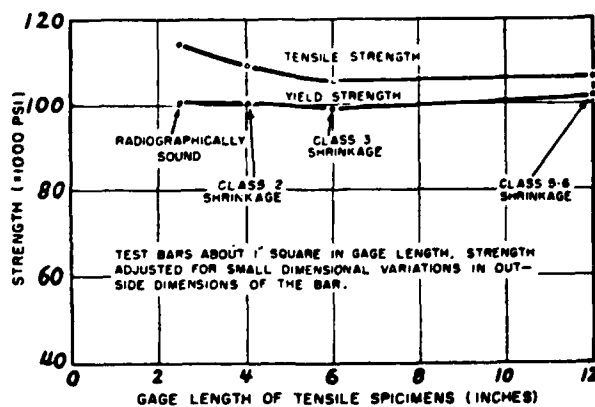 120
TENSILE STRENGTH
YIELD STRENGTH
100
RADIOGRAPHICALLY
SOUND
CLASS 2
SHRINKAGE
CLASS 3
SHRINKAGE
CLASS 5-6
SHRINKAGE
80
TEST BARS ABOUT 1" SQUARE IN GAGE LENGTH. STRENGTH
ADJUSTED FOR SMALL DIMENSIONAL VARIATIONS IN OUT-
SIDE DIMENSIONS OF THE BAR.
60
40
STRENGTH (=1000 PSI)
0 2 4 6 8 10 12
GAGE LENGTH OF TENSILE SPICIMENS (INCHES)